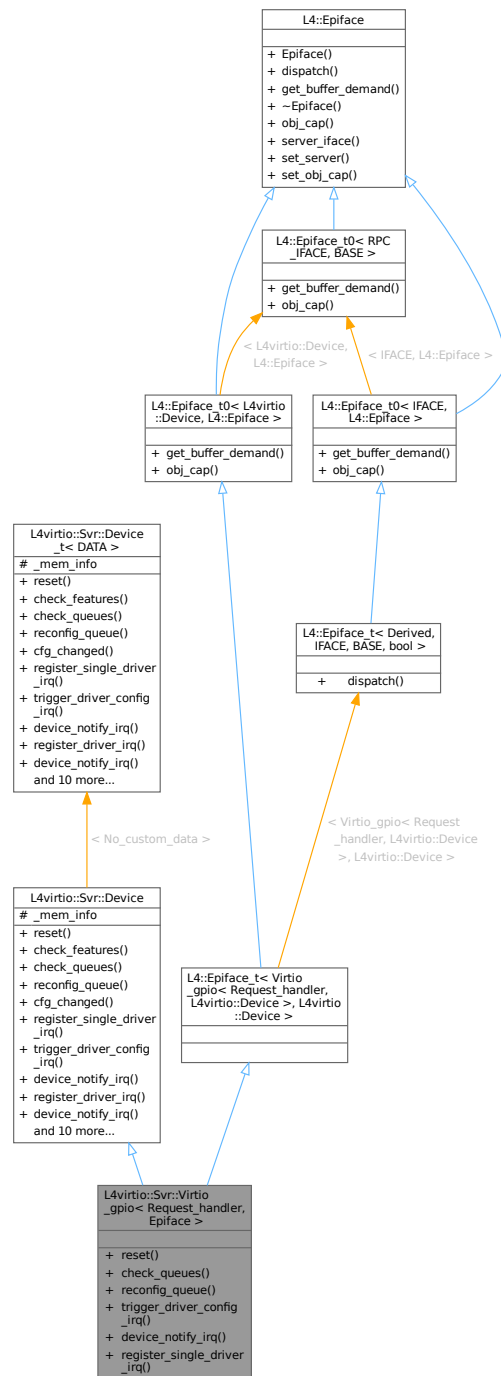 L4::Epiface
+ Epiface()
+ dispatch()
+ get_buffer_demand()
+ ~Epiface()
+ obj_cap()
+ server_iface()
+ set_server()
+ set_obj_cap()
L4::Epiface_t0< RPC
_IFACE, BASE >
+ get_buffer_demand()
+ obj_cap()
< L4virtio::Device,
L4::Epiface >
< IFACE, L4::Epiface >
L4::Epiface_t0< L4virtio
::Device, L4::Epiface >
+ get_buffer_demand()
+ obj_cap()
L4::Epiface_t0< IFACE,
L4::Epiface >
+ get_buffer_demand()
+ obj_cap()
L4virtio::Svr::Device
_t< DATA >
# _mem_info
+ reset()
+ check_features()
+ check_queues()
+ reconfig_queue()
+ cfg_changed()
+ register_single_driver
_irq()
+ trigger_driver_config
_irq()
+ device_notify_irq()
+ register_driver_irq()
+ device_notify_irq()
and 10 more...
L4::Epiface_t< Derived,
IFACE, BASE, bool >
+ dispatch()
< No_custom_data >
< Virtio_gpio< Request
_handler, L4virtio::Device
>, L4virtio::Device >
L4virtio::Svr::Device
# _mem_info
+ reset()
+ check_features()
+ check_queues()
+ reconfig_queue()
+ cfg_changed()
+ register_single_driver
_irq()
+ trigger_driver_config
_irq()
+ device_notify_irq()
+ register_driver_irq()
+ device_notify_irq()
and 10 more...
L4::Epiface_t< Virtio
_gpio< Request_handler,
L4virtio::Device >, L4virtio
::Device >
L4virtio::Svr::Virtio
_gpio< Request_handler,
Epiface >
+ reset()
+ check_queues()
+ reconfig_queue()
+ trigger_driver_config
_irq()
+ device_notify_irq()
+ register_single_driver
_irq()